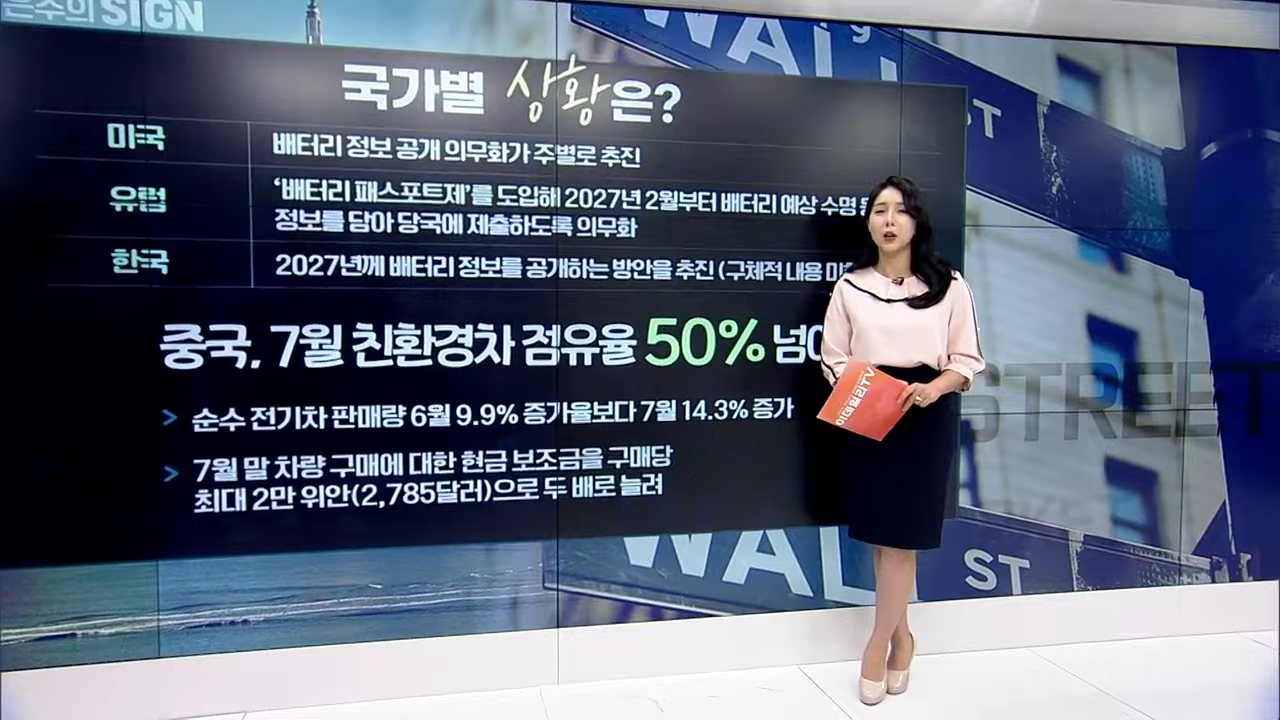 은주의 SIGN
WALL
ST
국가별 상황은?
미국
배터리 정보 공개 의무화가 주별로 추진
유럽
‘배터리 패스포트제’를 도입해 2027년 2월부터 배터리 예상 수명
정보를 담아 당국에 제출하도록 의무화
한국
2027년께 배터리 정보를 공개하는 방안을 추진 (구체적 내용
중국, 7월 친환경차 점유율 50%
> 순수 전기차 판매량 6월 9.9% 증가율보다 7월 14.3% 증가
> 7월 말 차량 구매에 대한 현금 보조금을 구매당
최대 2만 위안(2,785달러)으로 두 배로 늘려
이데일리TV
STREET
WALL
ST